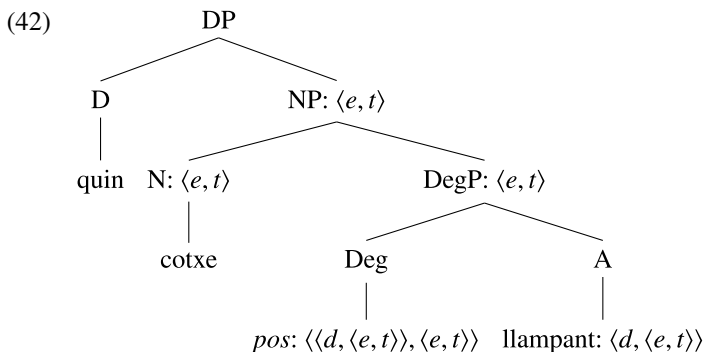 (42) DP
D NP: ⟨e, t⟩
quin N: ⟨e, t⟩ DegP: ⟨e, t⟩
cotxe Deg A
pos: ⟨⟨d, ⟨e, t⟩⟩, ⟨e, t⟩⟩ llampant: ⟨d, ⟨e, t⟩⟩